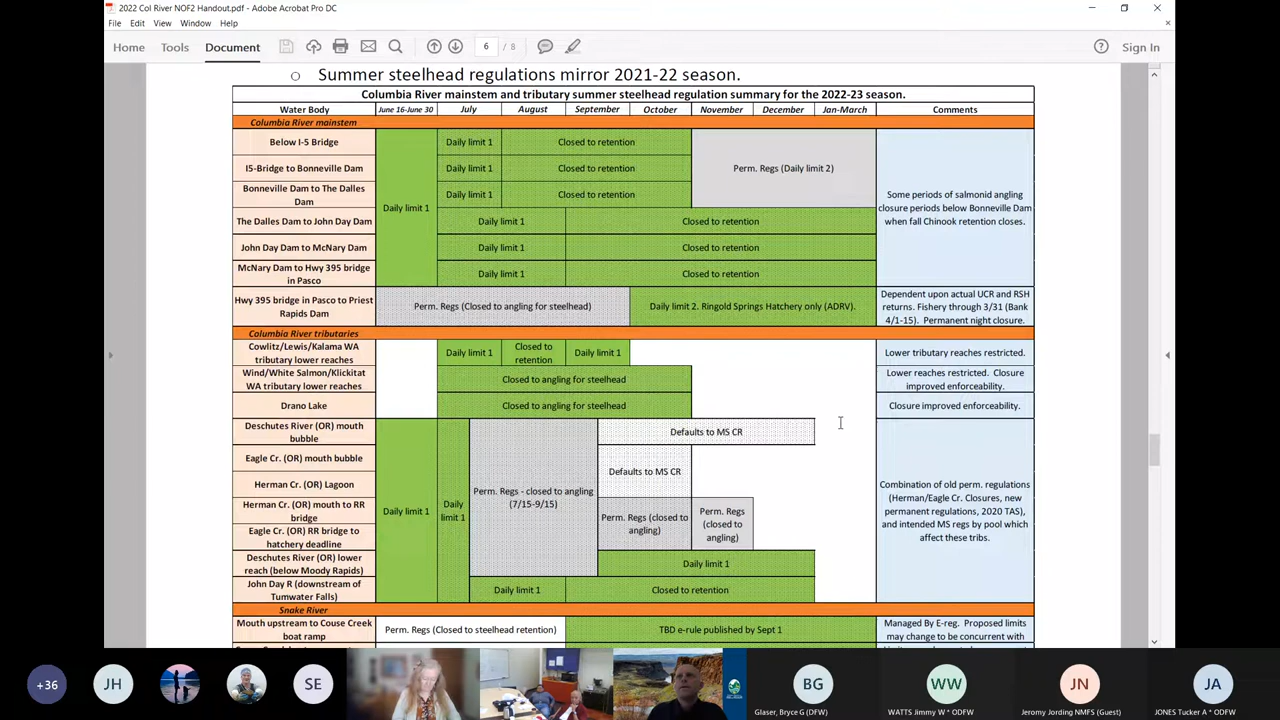 2022 Col River NOF2 Handout.pdf - Adobe Acrobat Pro DC
File Edit View Window Help
Home Tools Document 6 / 8 Sign In
o Summer steelhead regulations mirror 2021-22 season.
Columbia River mainstem and tributary summer steelhead regulation summary for the 2022-23 season.
Water Body June 16-June 30 July August September October November December Jan-March Comments
Columbia River mainstem
Below I-5 Bridge
Daily limit 1
Closed to retention
I5-Bridge to Bonneville Dam
Daily limit 1
Closed to retention
Perm. Regs (Daily limit 2)
Bonneville Dam to The Dalles
Dam
Daily limit 1
Closed to retention
Daily limit 1
Some periods of salmonid angling
closure periods below Bonneville Dam
when fall Chinook retention closes.
The Dalles Dam to John Day Dam
Daily limit 1
Closed to retention
John Day Dam to McNary Dam
Daily limit 1
Closed to retention
McNary Dam to Hwy 395 bridge
in Pasco
Daily limit 1
Closed to retention
Hwy 395 bridge in Pasco to Priest
Rapids Dam
Perm. Regs (Closed to angling for steelhead)
Daily limit 2. Ringold Springs Hatchery only (ADRV).
Dependent upon actual UCR and RSH
returns. Fishery through 3/31 (Bank
4/1-15). Permanent night closure.
Columbia River tributaries
Cowlitz/Lewis/Kalama WA
tributary lower reaches
Daily limit 1
Closed to
retention
Daily limit 1
Lower tributary reaches restricted.
Wind/White Salmon/Klickitat
WA tributary lower reaches
Closed to angling for steelhead
Lower reaches restricted. Closure
improved enforceability.
Drano Lake
Closed to angling for steelhead
Closure improved enforceability.
Deschutes River (OR) mouth
bubble
Defaults to MS CR
Eagle Cr. (OR) mouth bubble
Defaults to MS CR
Herman Cr. (OR) Lagoon
Herman Cr. (OR) mouth to RR
bridge
Daily limit 1
Daily
limit 1
Perm. Regs - closed to angling
(7/15-9/15)
Perm. Regs (closed to
angling)
Perm. Regs
(closed to
angling)
Combination of old perm. regulations
(Herman/Eagle Cr. Closures, new
permanent regulations, 2020 TAS),
and intended MS regs by pool which
affect these tribs.
Eagle Cr. (OR) RR bridge to
hatchery deadline
Deschutes River (OR) lower
reach (below Moody Rapids)
Daily limit 1
John Day R (downstream of
Tumwater Falls)
Daily limit 1
Closed to retention
Snake River
Mouth upstream to Couse Creek
boat ramp
Perm. Regs (Closed to steelhead retention)
TBD e-rule published by Sept 1
Managed By E-reg. Proposed limits
may change to be concurrent with
+36 JH SE BG WW JN JA
Glaser, Bryce G (DFW) WATTS Jimmy W * ODFW Jeromy Jording NMFS (Guest) JONES Tucker A * ODFW